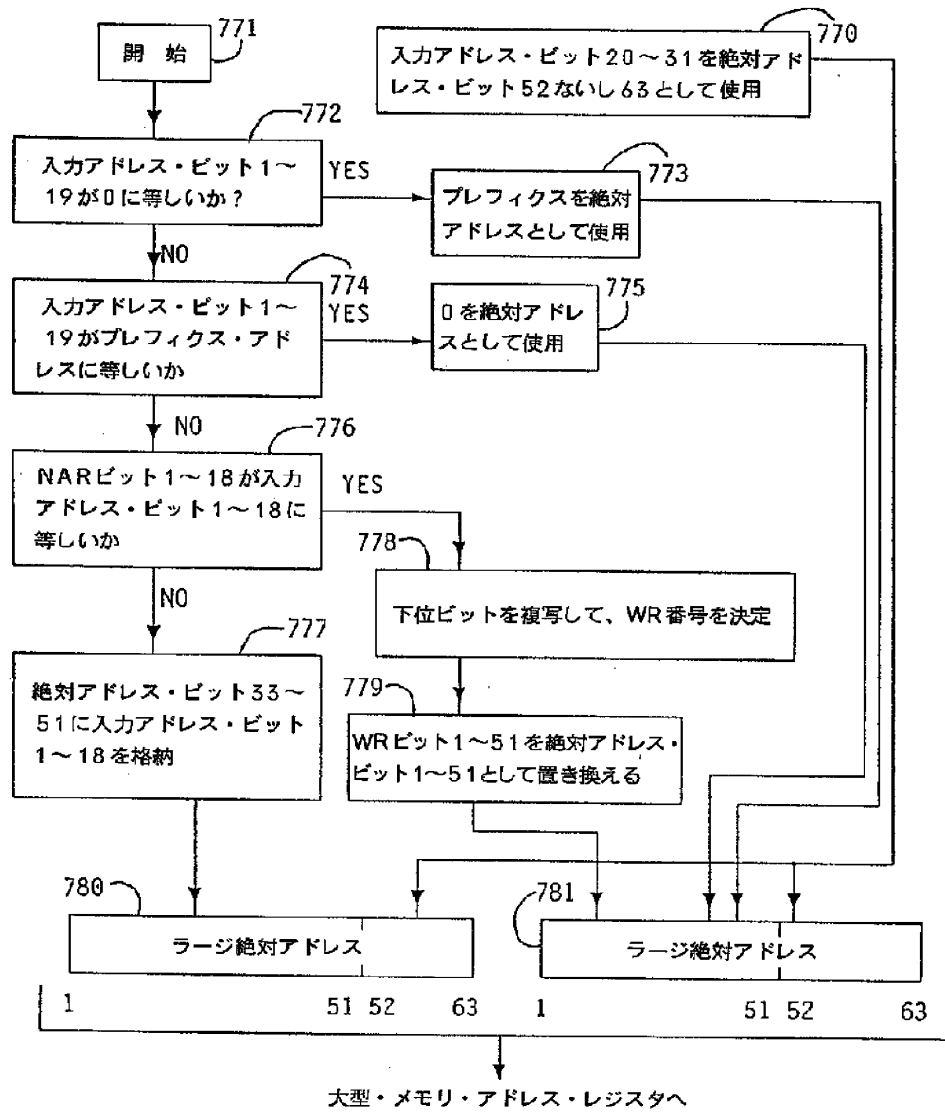 771
開 始
770
入力アドレス・ビット20～31を絶対アド
レス・ビット52ないし63として使用
772
入力アドレス・ビット1～
19が0に等しいか?
YES
773
プレフィクスを絶対
アドレスとして使用
NO
774
入力アドレス・ビット1～
19がプレフィクス・アド
レスに等しいか
YES
775
0を絶対アドレ
スとして使用
NO
776
NARビット1～18が入力
アドレス・ビット1～18に
等しいか
YES
778
下位ビットを複写して、WR番号を決定
NO
777
絶対アドレス・ビット33～
51に入力アドレス・ビット
1～18を格納
779
WRビット1～51を絶対アドレス・
ビット1～51として置き換える
780
ラージ絶対アドレス
781
ラージ絶対アドレス
1 51 52 63 1 51 52 63
大型・メモリ・アドレス・レジスタへ